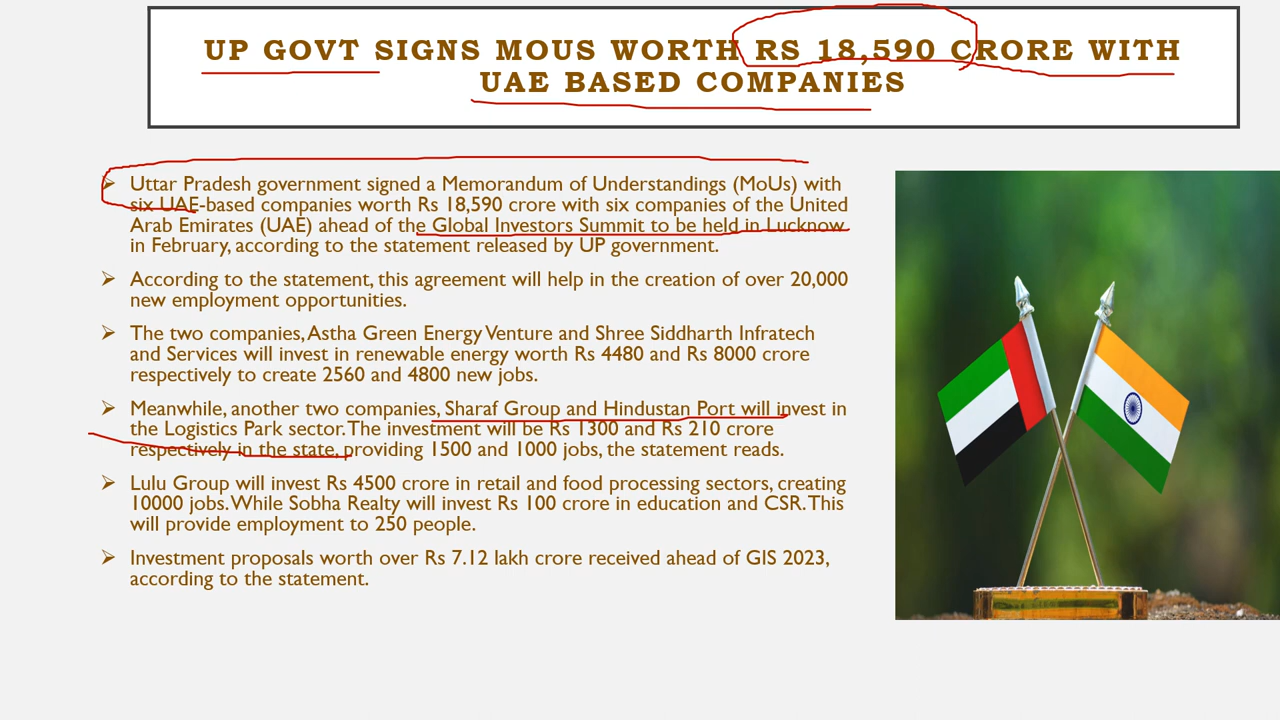 UP GOVT SIGNS MOUS WORTH RS 18,590 CRORE WITH
UAE BASED COMPANIES
Uttar Pradesh government signed a Memorandum of Understandings (MoUs) with
six UAE-based companies worth Rs 18,590 crore with six companies of the United
Arab Emirates (UAE) ahead of the Global Investors Summit to be held in Lucknow
in February, according to the statement released by UP government.
According to the statement, this agreement will help in the creation of over 20,000
new employment opportunities.
The two companies, Astha Green Energy Venture and Shree Siddharth Infratech
and Services will invest in renewable energy worth Rs 4480 and Rs 8000 crore
respectively to create 2560 and 4800 new jobs.
Meanwhile, another two companies, Sharaf Group and Hindustan Port will invest in
the Logistics Park sector. The investment will be Rs 1300 and Rs 210 crore
respectively in the state, providing 1500 and 1000 jobs, the statement reads.
Lulu Group will invest Rs 4500 crore in retail and food processing sectors, creating
10000 jobs. While Sobha Realty will invest Rs 100 crore in education and CSR. This
will provide employment to 250 people.
Investment proposals worth over Rs 7.12 lakh crore received ahead of GIS 2023,
according to the statement.